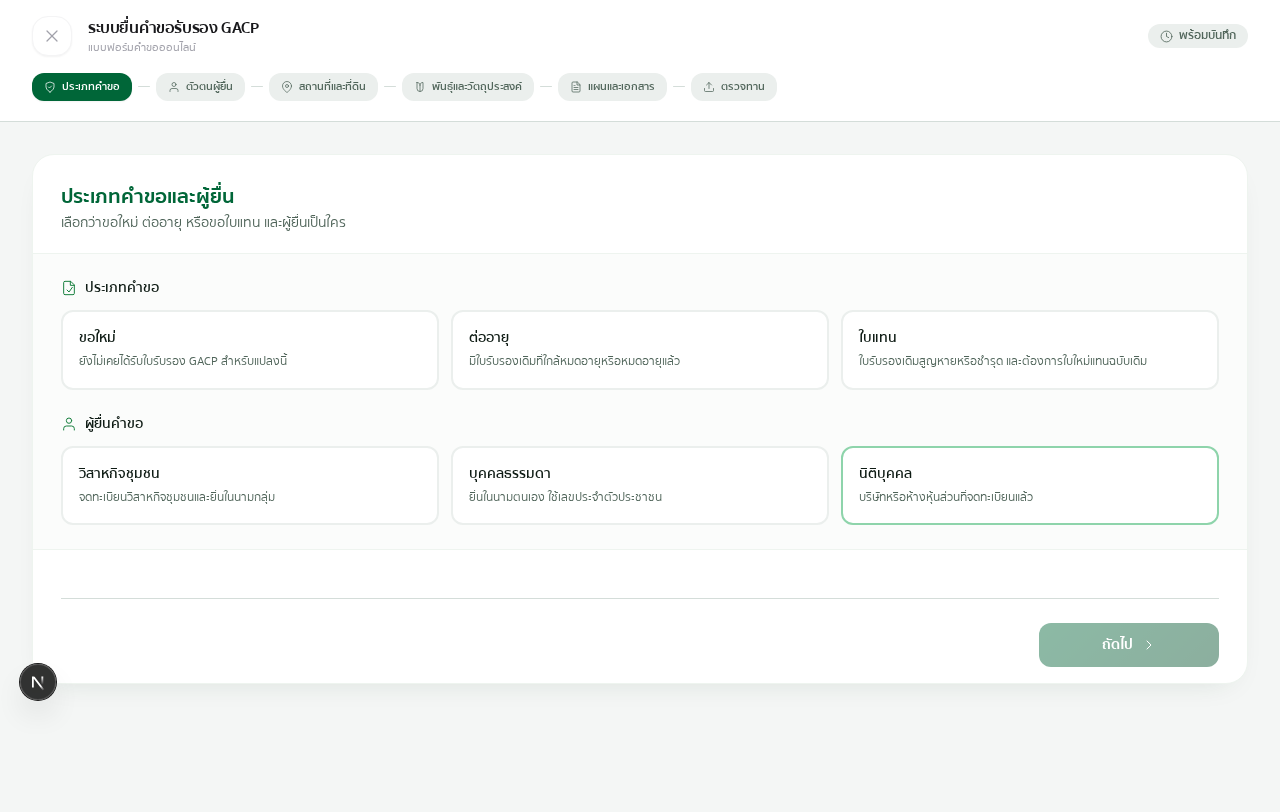 ระบบยื่นคำขอรับรอง GACP
แบบฟอร์มคำขอออนไลน์
พร้อมบันทึก
ประเภทคำขอ
ตัวตนผู้ยื่น
สถานที่และที่ดิน
พันธุ์และวัตถุประสงค์
แผนและเอกสาร
ตรวจทาน
ประเภทคำขอและผู้ยื่น
เลือกว่าขอใหม่ ต่ออายุ หรือขอใบแทน และผู้ยื่นเป็นใคร
ประเภทคำขอ
ขอใหม่
ยังไม่เคยได้รับใบรับรอง GACP สำหรับแปลงนี้
ต่ออายุ
มีใบรับรองเดิมที่ใกล้หมดอายุหรือหมดอายุแล้ว
ใบแทน
ใบรับรองเดิมสูญหายหรือชำรุด และต้องการใบใหม่แทนฉบับเดิม
ผู้ยื่นคำขอ
วิสาหกิจชุมชน
จดทะเบียนวิสาหกิจชุมชนและยื่นในนามกลุ่ม
บุคคลธรรมดา
ยื่นในนามตนเอง ใช้เลขประจำตัวประชาชน
นิติบุคคล
บริษัทหรือห้างหุ้นส่วนที่จดทะเบียนแล้ว
ถัดไป
N